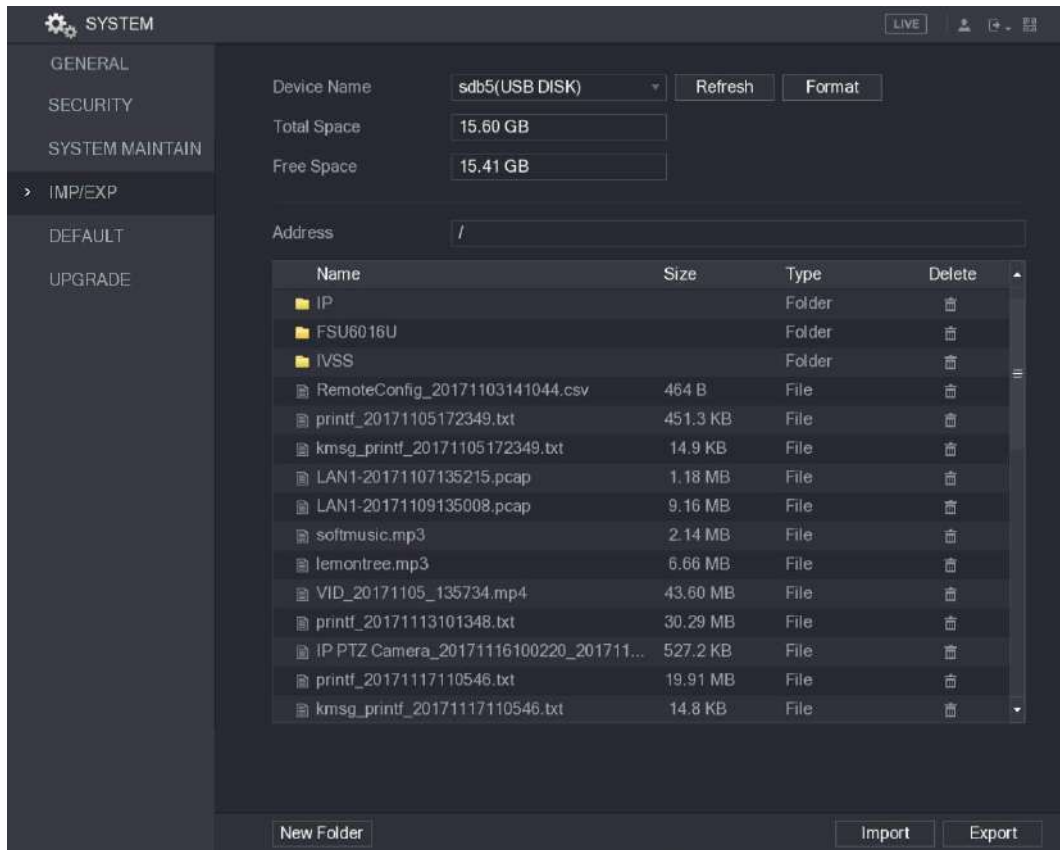 SYSTEM
LIVE
GENERAL
SECURITY
SYSTEM MAINTAIN
> IMP/EXP
DEFAULT
UPGRADE
Device Name sdb5(USB DISK) Refresh Format
Total Space 15.60 GB
Free Space 15.41 GB
Address /
Name Size Type Delete
IP Folder
FSU6016U Folder
IVSS Folder
RemoteConfig_20171103141044.csv 464 B File
printf_20171105172349.txt 451.3 KB File
kmsg_printf_20171105172349.txt 14.9 KB File
LAN1-20171107135215.pcap 1.18 MB File
LAN1-20171109135008.pcap 9.16 MB File
softmusic.mp3 2.14 MB File
lemontree.mp3 6.66 MB File
VID_20171105_135734.mp4 43.60 MB File
printf_20171113101348.txt 30.29 MB File
IP PTZ Camera_20171116100220_201711... 527.2 KB File
printf_20171117110546.txt 19.91 MB File
kmsg_printf_20171117110546.txt 14.8 KB File
New Folder Import Export